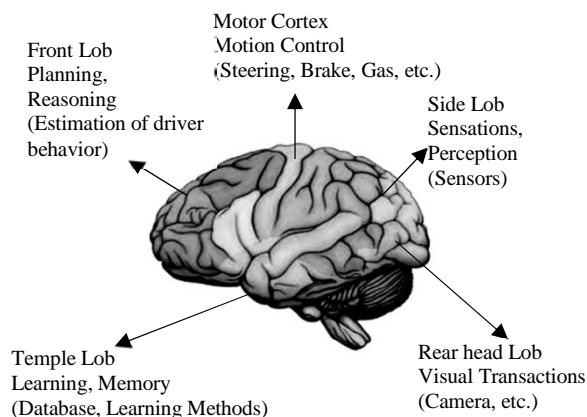 Motor Cortex
Motion Control
(Steering, Brake, Gas, etc.)
Front Lob
Planning,
Reasoning
(Estimation of driver
behavior)
Side Lob
Sensations,
Perception
(Sensors)
Temple Lob
Learning, Memory
(Database, Learning Methods)
Rear head Lob
Visual Transactions
(Camera, etc.)